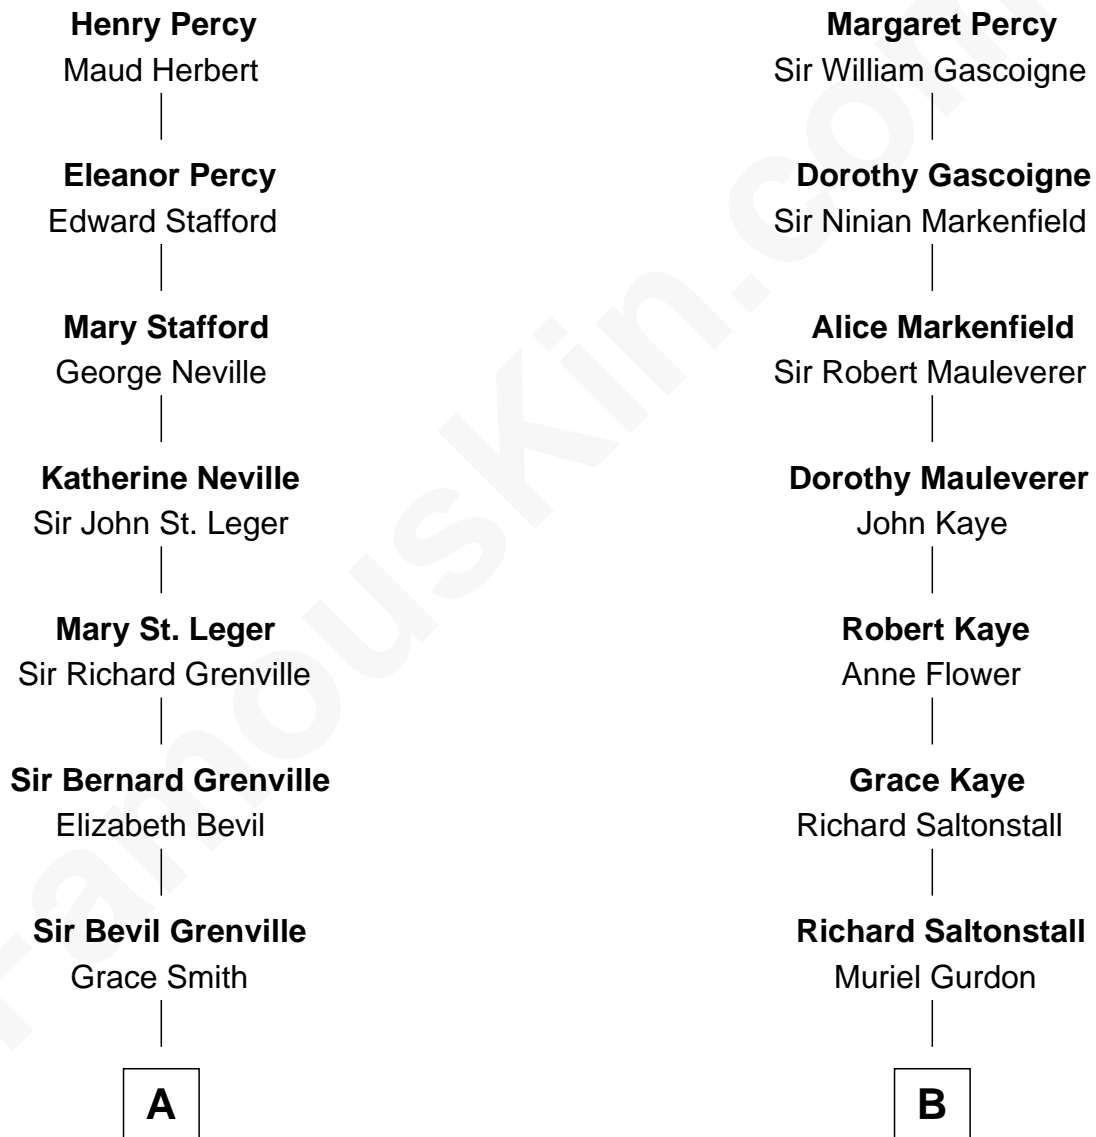 Henry Percy
Maud Herbert
Eleanor Percy
Edward Stafford
Mary Stafford
George Neville
Katherine Neville
Sir John St. Leger
Mary St. Leger
Sir Richard Grenville
Sir Bernard Grenville
Elizabeth Bevil
Sir Bevil Grenville
Grace Smith
A
Margaret Percy
Sir William Gascoigne
Dorothy Gascoigne
Sir Ninian Markenfield
Alice Markenfield
Sir Robert Mauleverer
Dorothy Mauleverer
John Kaye
Robert Kaye
Anne Flower
Grace Kaye
Richard Saltonstall
Richard Saltonstall
Muriel Gurdon
B
FamousKin.com